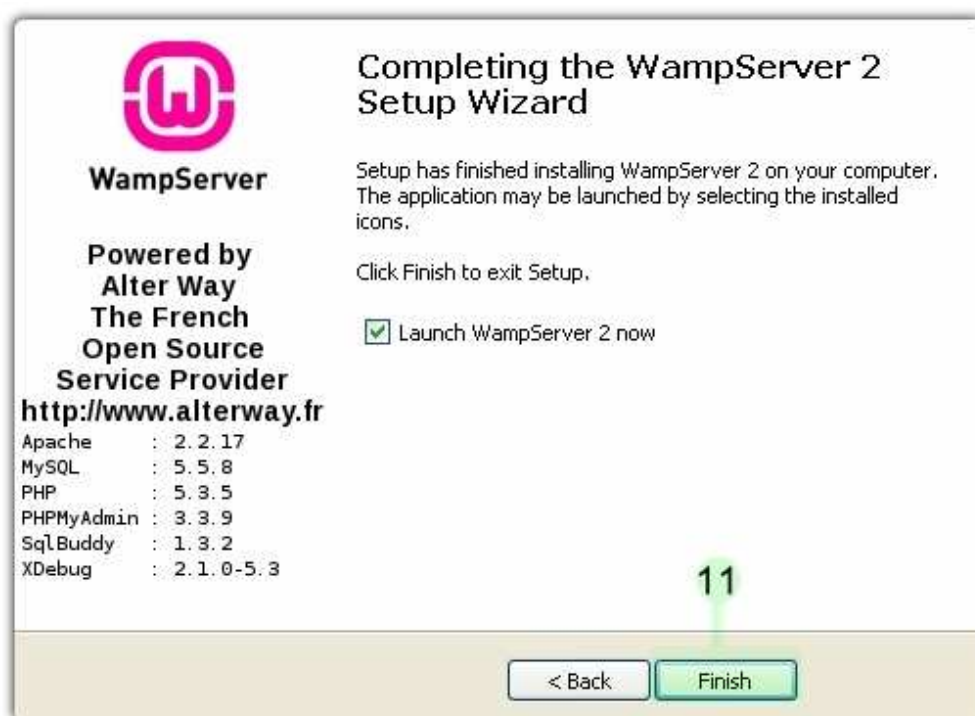 WampServer
Powered by
Alter Way
The French
Open Source
Service Provider
http://www.alterway.fr
Apache : 2.2.17
MySQL : 5.5.8
PHP : 5.3.5
PHPMyAdmin : 3.3.9
SqlBuddy : 1.3.2
XDebug : 2.1.0-5.3
Completing the WampServer 2
Setup Wizard
Setup has finished installing WampServer 2 on your computer.
The application may be launched by selecting the installed
icons.
Click Finish to exit Setup.
Launch WampServer 2 now
11
< Back
Finish